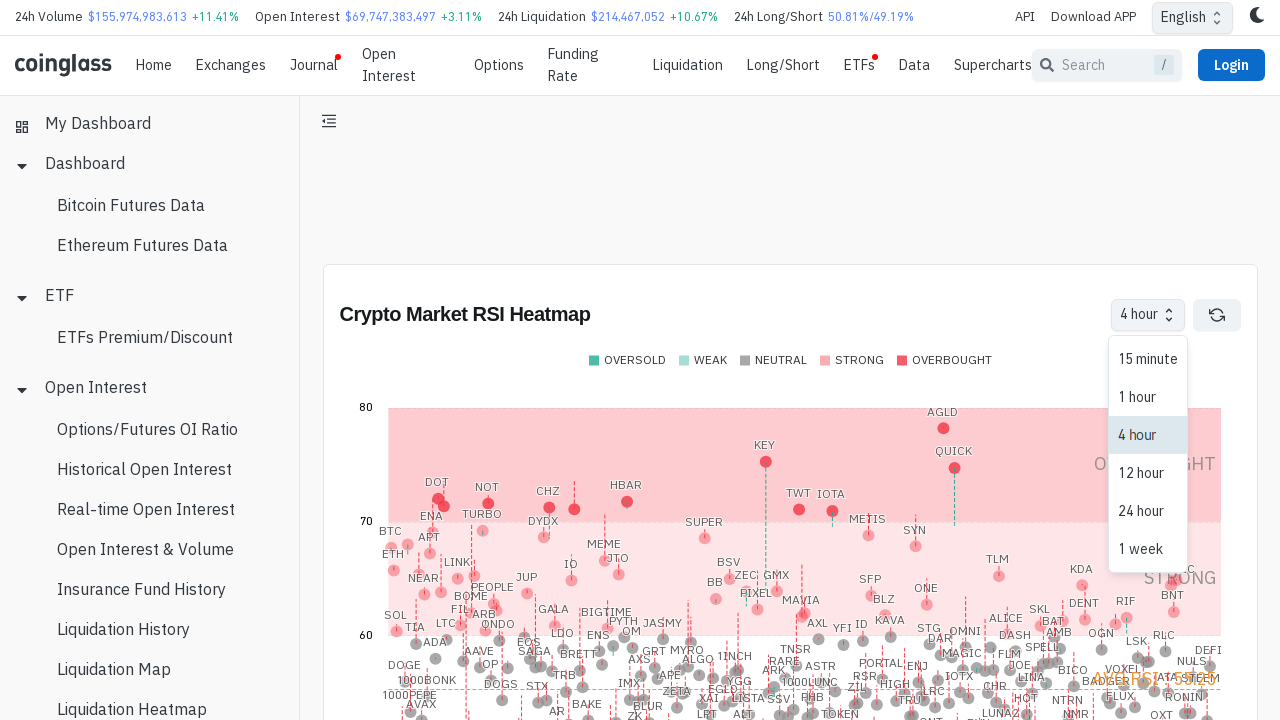 24h Volume $155,974,983,613 +11.41% Open Interest $69,747,383,497 +3.11% 24h Liquidation $214,467,052 +10.67% 24h Long/Short 50.81%/49.19% API Download APP English
coinglass Home Exchanges Journal Open Interest Options Funding Rate Liquidation Long/Short ETFs Data Supercharts Search / Login
My Dashboard
Dashboard
Bitcoin Futures Data
Ethereum Futures Data
ETF
ETFs Premium/Discount
Open Interest
Options/Futures OI Ratio
Historical Open Interest
Real-time Open Interest
Open Interest & Volume
Insurance Fund History
Liquidation History
Liquidation Map
Liquidation Heatmap
Crypto Market RSI Heatmap
4 hour
15 minute
1 hour
4 hour
12 hour
24 hour
1 week
OVERSOLD WEAK NEUTRAL STRONG OVERBOUGHT
80
AGLD
KEY QUICK
DOT NOT CHZ HBAR TWT IOTA
70
ENA TURBO DYDX SUPER METIS
BTC APT SYN
ETH LINK IO MEME JTO BSV TLM
NEAR PEOPLE JUP BB ZEC GMX SFP ONE KDA STRONG
BOME PIXEL MAVIA BLZ DENT RIF BNT
SOL FIL ARB GALA BIGTIME KAVA ALICE SKL
60
TIA LTC ONDO LDO ENS PYTH JASMY AXL YFI ID STG OMNI DASH BAT OGN
ADA AAVE EOS SAGA BRETT OM GRT MYRO 1INCH TNSR DAR MAGIC FLM SPELL AMB LSK RLC
DOGE OP TRB AXS ALGO RARE ASTR PORTAL ENJ JOE BICO VOXEL NULS DEFI
1000BONK DOGS STX IMX APE YGG ARK 1000LUNC RSR HIGH IOTX CHR LINA BADGER ATA STEEM
1000PEPE AVAX BAKE ZETA EGLD LISTA SSV RHB ZIL TRU LRC HOT NTRN FLUX RONIN
AR BLUR ZK XAI LPT ALT TOKEN LUNA2 NMR OXT